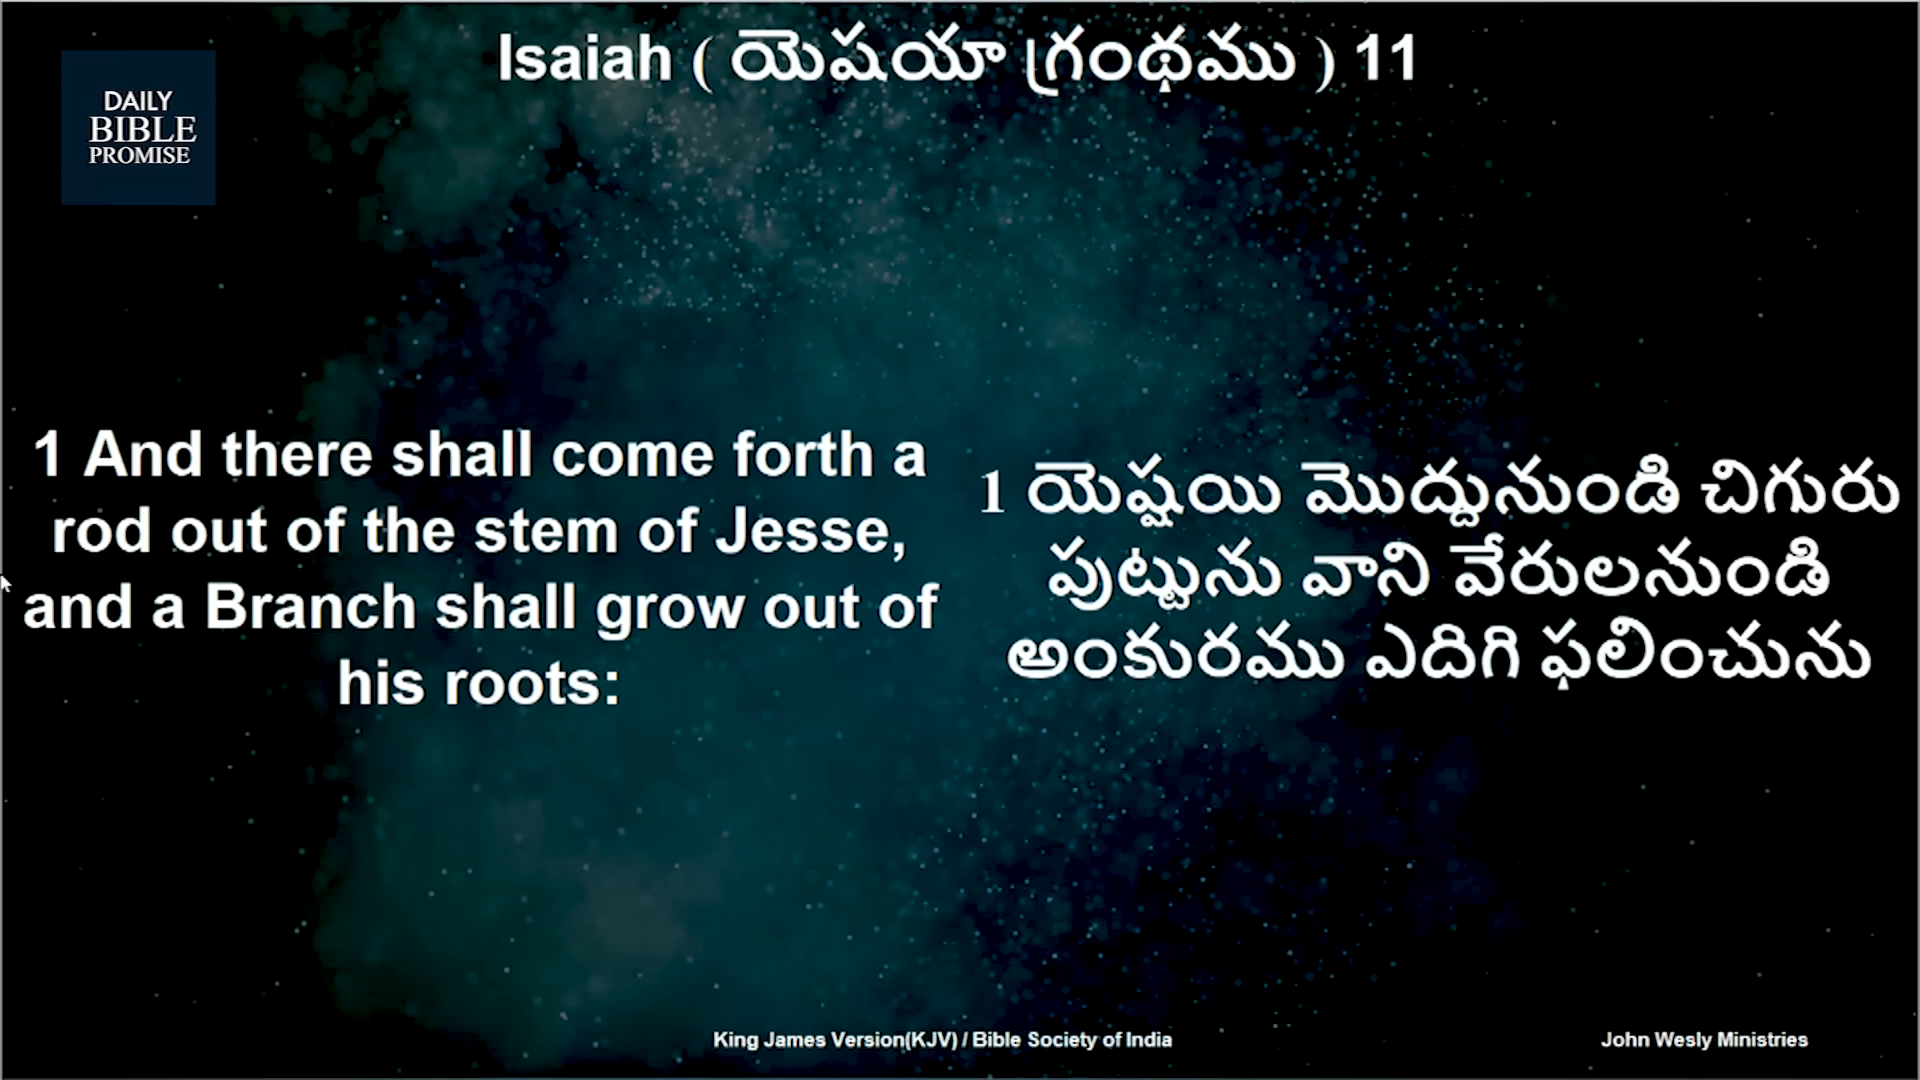 Isaiah ( యెషయా గ్రంథము ) 11
DAILY
BIBLE
PROMISE
1 And there shall come forth a
rod out of the stem of Jesse,
and a Branch shall grow out of
his roots:
1 యెష్షయి మొద్దునుండి చిగురు
పుట్టును వాని వేరులనుండి
అంకురము ఎదిగి ఫలించును
King James Version(KJV) / Bible Society of India
John Wesly Ministries